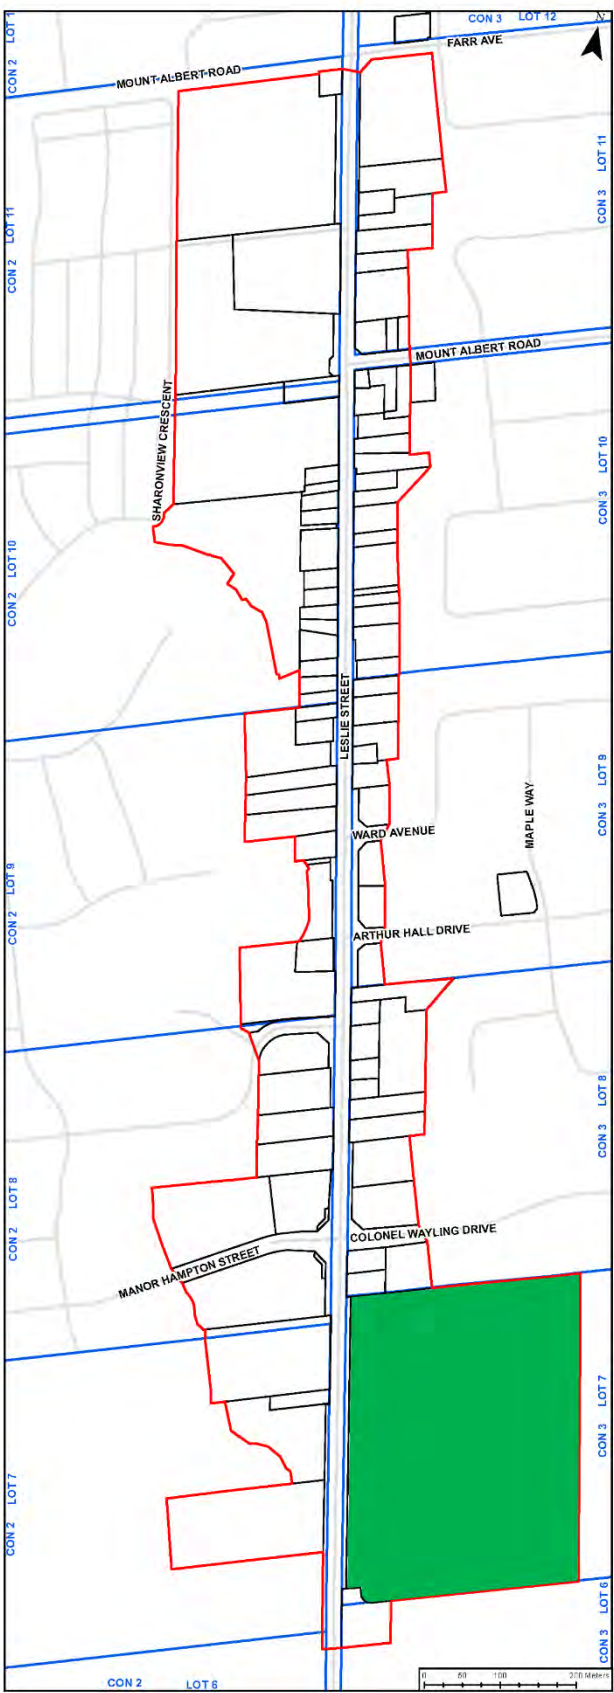 CON 3 LOT 12
N
FARR AVE
CON 2 LOT 1
MOUNT ALBERT ROAD
CON 3 LOT 11
CON 2 LOT 11
MOUNT ALBERT ROAD
SHARONVIEW CRESCENT
CON 3 LOT 10
CON 2 LOT 10
LESLIE STREET
CON 3 LOT 9
MAPLE WAY
WARD AVENUE
CON 2 LOT 9
ARTHUR HALL DRIVE
CON 3 LOT 8
CON 2 LOT 8
COLONEL WAYLING DRIVE
MANOR HAMPTON STREET
CON 3 LOT 7
CON 2 LOT 7
CON 3 LOT 6
0 50 100 200 Meters
CON 2 LOT 6